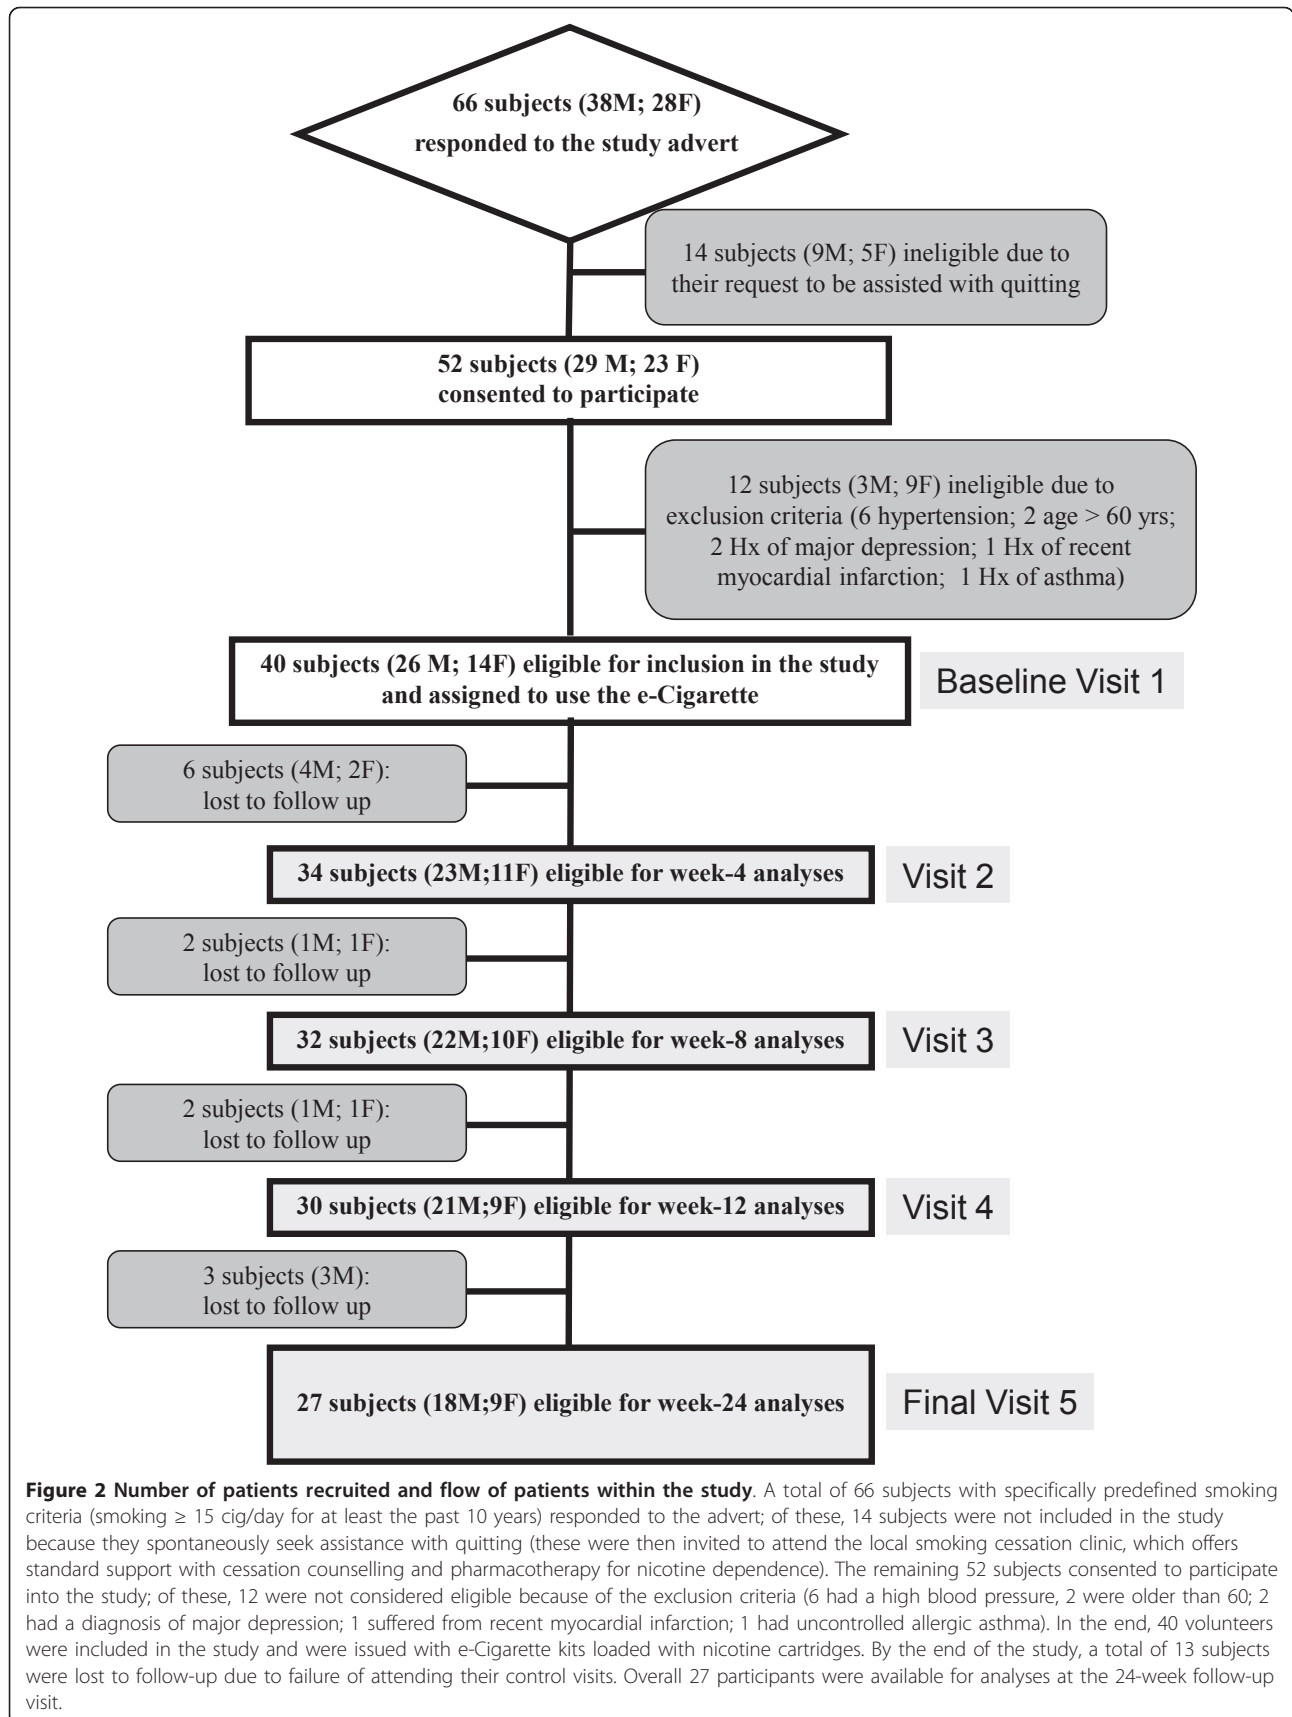 66 subjects (38M; 28F)
responded to the study advert
14 subjects (9M; 5F) ineligible due to
their request to be assisted with quitting
52 subjects (29 M; 23 F)
consented to participate
12 subjects (3M; 9F) ineligible due to
exclusion criteria (6 hypertension; 2 age > 60 yrs;
2 Hx of major depression; 1 Hx of recent
myocardial infarction; 1 Hx of asthma)
40 subjects (26 M; 14F) eligible for inclusion in the study
and assigned to use the e-Cigarette
Baseline Visit 1
6 subjects (4M; 2F):
lost to follow up
34 subjects (23M;11F) eligible for week-4 analyses
Visit 2
2 subjects (1M; 1F):
lost to follow up
32 subjects (22M;10F) eligible for week-8 analyses
Visit 3
2 subjects (1M; 1F):
lost to follow up
30 subjects (21M;9F) eligible for week-12 analyses
Visit 4
3 subjects (3M):
lost to follow up
27 subjects (18M;9F) eligible for week-24 analyses
Final Visit 5
Figure 2 Number of patients recruited and flow of patients within the study. A total of 66 subjects with specifically predefined smoking
criteria (smoking ≥ 15 cig/day for at least the past 10 years) responded to the advert; of these, 14 subjects were not included in the study
because they spontaneously seek assistance with quitting (these were then invited to attend the local smoking cessation clinic, which offers
standard support with cessation counselling and pharmacotherapy for nicotine dependence). The remaining 52 subjects consented to participate
into the study; of these, 12 were not considered eligible because of the exclusion criteria (6 had a high blood pressure, 2 were older than 60; 2
had a diagnosis of major depression; 1 suffered from recent myocardial infarction; 1 had uncontrolled allergic asthma). In the end, 40 volunteers
were included in the study and were issued with e-Cigarette kits loaded with nicotine cartridges. By the end of the study, a total of 13 subjects
were lost to follow-up due to failure of attending their control visits. Overall 27 participants were available for analyses at the 24-week follow-up
visit.